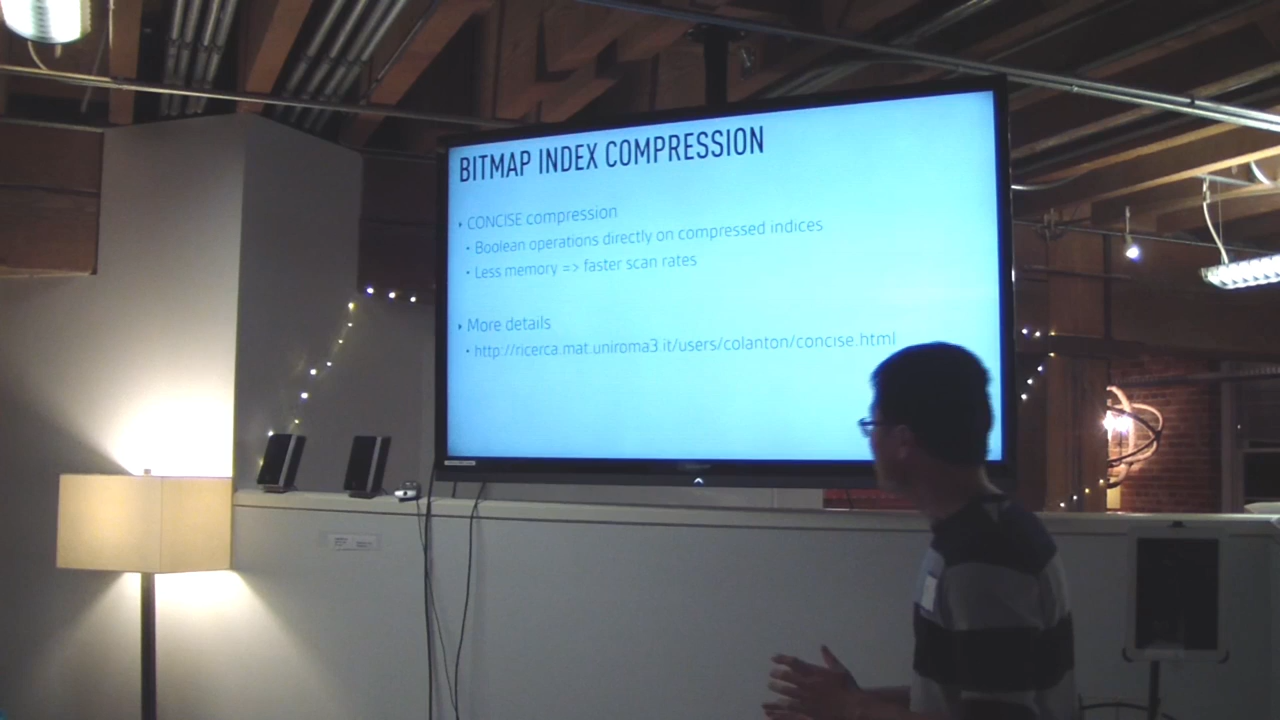 BITMAP INDEX COMPRESSION
‣ CONCISE compression
• Boolean operations directly on compressed indices
• Less memory => faster scan rates
‣ More details
• http://ricerca.mat.uniroma3.it/users/colanton/concise.html